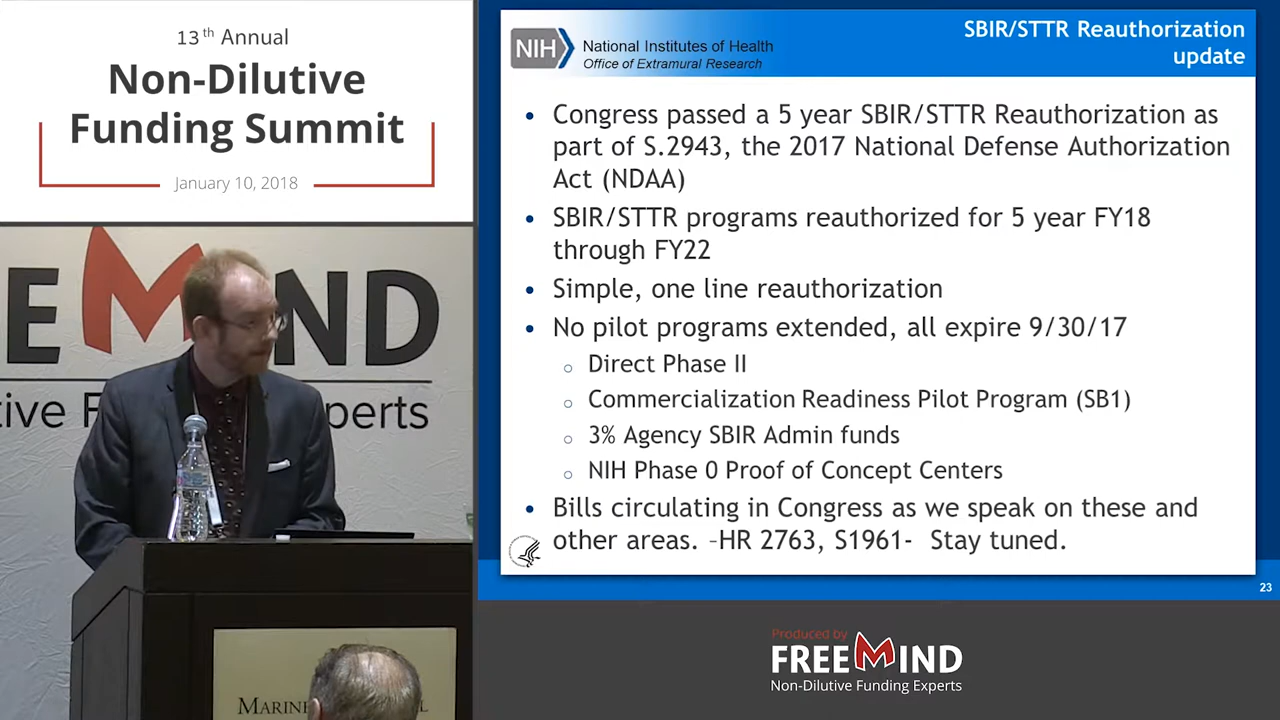 13th Annual
Non-Dilutive
Funding Summit
January 10, 2018
NIH
National Institutes of Health
Office of Extramural Research
SBIR/STTR Reauthorization
update
• Congress passed a 5 year SBIR/STTR Reauthorization as
part of S.2943, the 2017 National Defense Authorization
Act (NDAA)
• SBIR/STTR programs reauthorized for 5 year FY18
through FY22
• Simple, one line reauthorization
• No pilot programs extended, all expire 9/30/17
○ Direct Phase II
○ Commercialization Readiness Pilot Program (SB1)
○ 3% Agency SBIR Admin funds
○ NIH Phase 0 Proof of Concept Centers
• Bills circulating in Congress as we speak on these and
other areas. –HR 2763, S1961- Stay tuned.
23
EMIND
tive F perts
MARINE L
Produced by
FREEMIND
Non-Dilutive Funding Experts